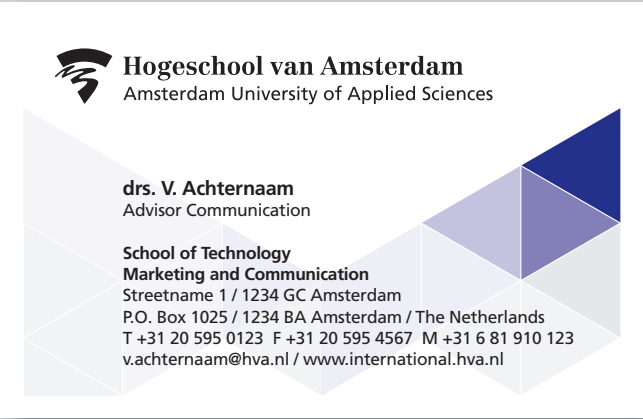 Hogeschool van Amsterdam
Amsterdam University of Applied Sciences
drs. V. Achternaam
Advisor Communication
School of Technology
Marketing and Communication
Streetname 1 / 1234 GC Amsterdam
P.O. Box 1025 / 1234 BA Amsterdam / The Netherlands
T +31 20 595 0123 F +31 20 595 4567 M +31 6 81 910 123
v.achternaam@hva.nl / www.international.hva.nl